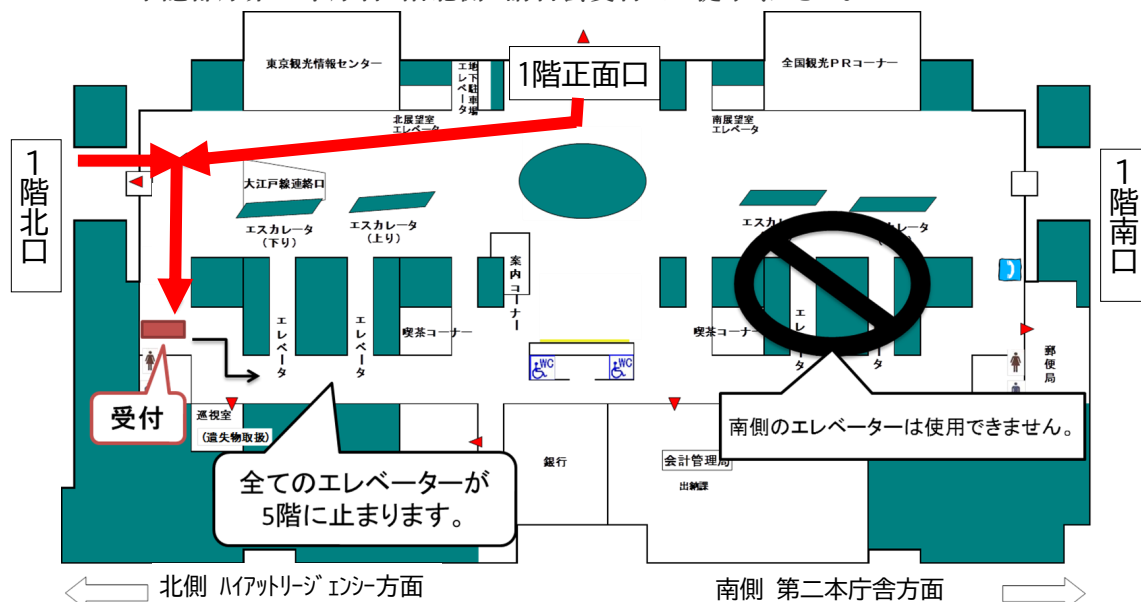 1階正面口
東京観光情報センター
地下駐車場
エレベータ
全国観光PRコーナー
北展望室
エレベータ
南展望室
エレベータ
1階北口
1階南口
大江戸線連絡口
エスカレータ
(下り)
エスカレータ
(上り)
案内コーナー
エレベータ
エレベータ
喫茶コーナー
喫茶コーナー
WC
WC
郵便局
受付
巡視室
(遺失物取扱)
南側のエレベーターは使用できません。
全てのエレベーターが
5階に止まります。
銀行
会計管理局
出納課
北側 ハイアットリージェンシー方面
南側 第二本庁舎方面